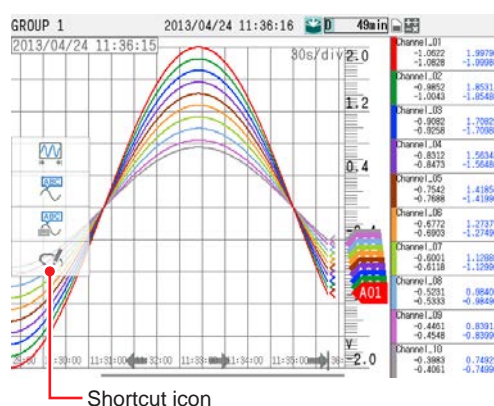 GROUP 1
2013/04/24 11:36:16
D
49min
2013/04/24 11:36:15
30s/div
2.0
1.2
0.4
A01
V
-2.0
11:31:00
32:00
11:33:00
11:34:00
11:35:00
36:
ABC
ABC
Channel_01
-1.0622 1.9979
-1.0828 -1.9998
Channel_02
-0.9852 1.8531
-1.0043 -1.8548
Channel_03
-0.9082 1.7082
-0.9258 -1.7098
Channel_04
-0.8312 1.5634
-0.8473 -1.5648
Channel_05
-0.7542 1.4185
-0.7688 -1.4199
Channel_06
-0.6772 1.2737
-0.6903 -1.2749
Channel_07
-0.6001 1.1288
-0.6118 -1.1299
Channel_08
-0.5231 0.9840
-0.5333 -0.9849
Channel_09
-0.4461 0.8391
-0.4548 -0.8399
Channel_10
-0.3983 0.7492
-0.4061 -0.7499
Shortcut icon